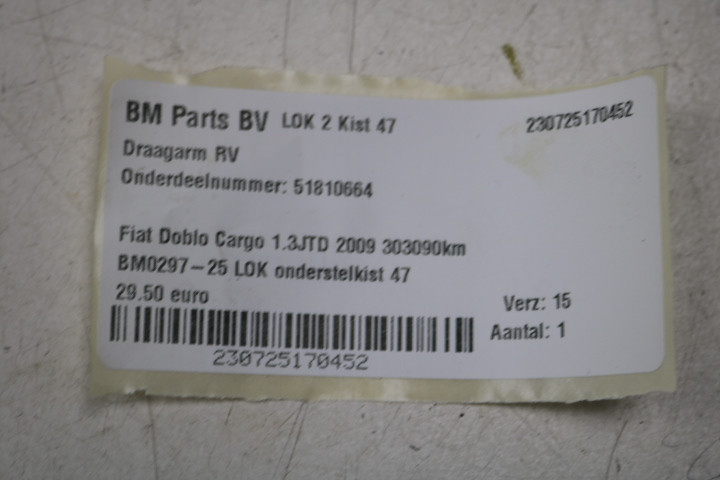 BM Parts BV LOK 2 Kist 47 230725170452
Draagarm RV
Onderdeelnummer: 51810664
Fiat Doblo Cargo 1.3JTD 2009 303090km
BM0297-25 LOK onderstelkist 47
29.50 euro
Verz: 15
Aantal: 1
230725170452